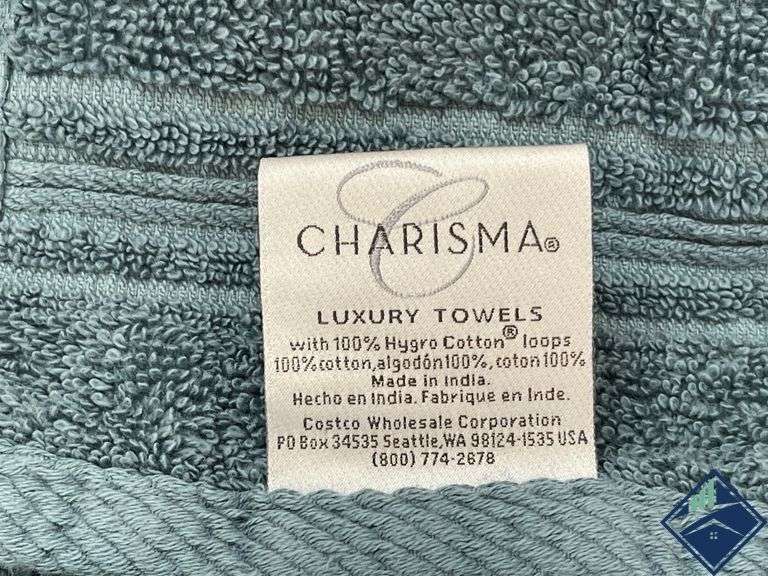 CHARISMA®
LUXURY TOWELS
with 100% Hygro Cotton® loops
100%cotton,algodón100%,coton100%
Made in India.
Hecho en India. Fabrique en Inde.
Costco Wholesale Corporation
PO Box 34535 Seattle,WA 98124-1535 USA
(800) 774-2678